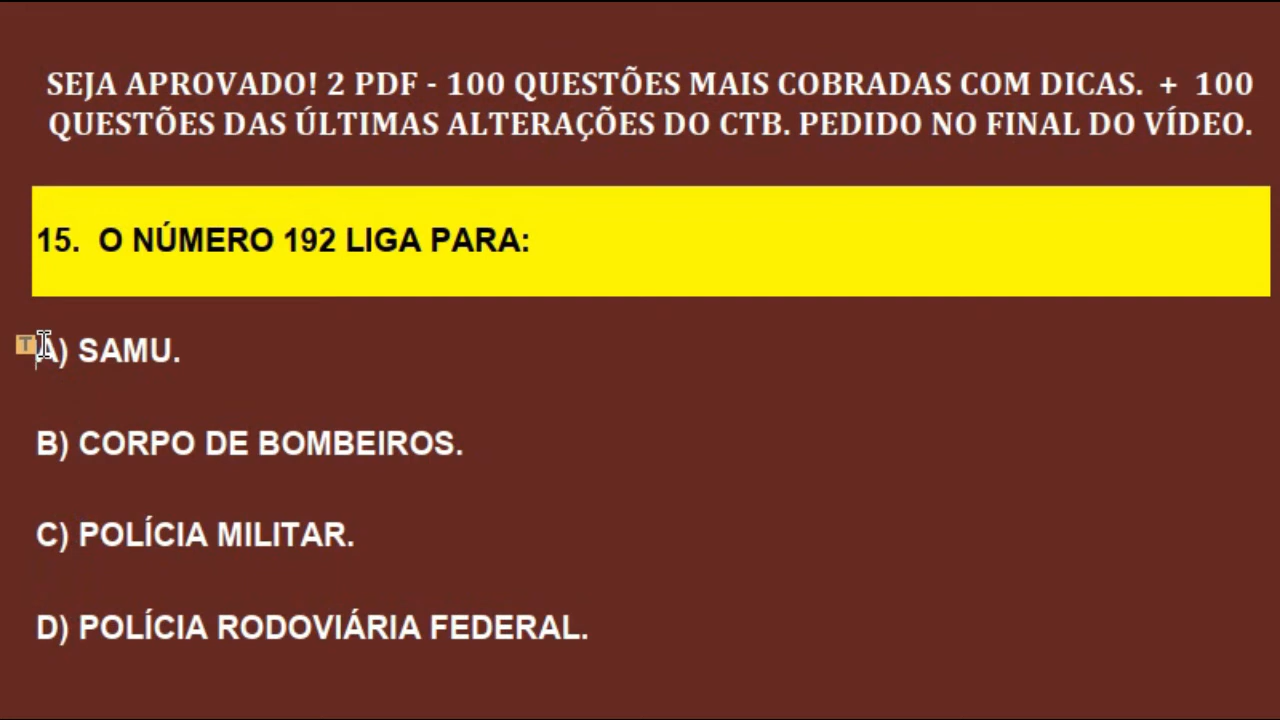 SEJA APROVADO! 2 PDF - 100 QUESTÕES MAIS COBRADAS COM DICAS. + 100
QUESTÕES DAS ÚLTIMAS ALTERAÇÕES DO CTB. PEDIDO NO FINAL DO VÍDEO.
15. O NÚMERO 192 LIGA PARA:
A) SAMU.
B) CORPO DE BOMBEIROS.
C) POLÍCIA MILITAR.
D) POLÍCIA RODOVIÁRIA FEDERAL.